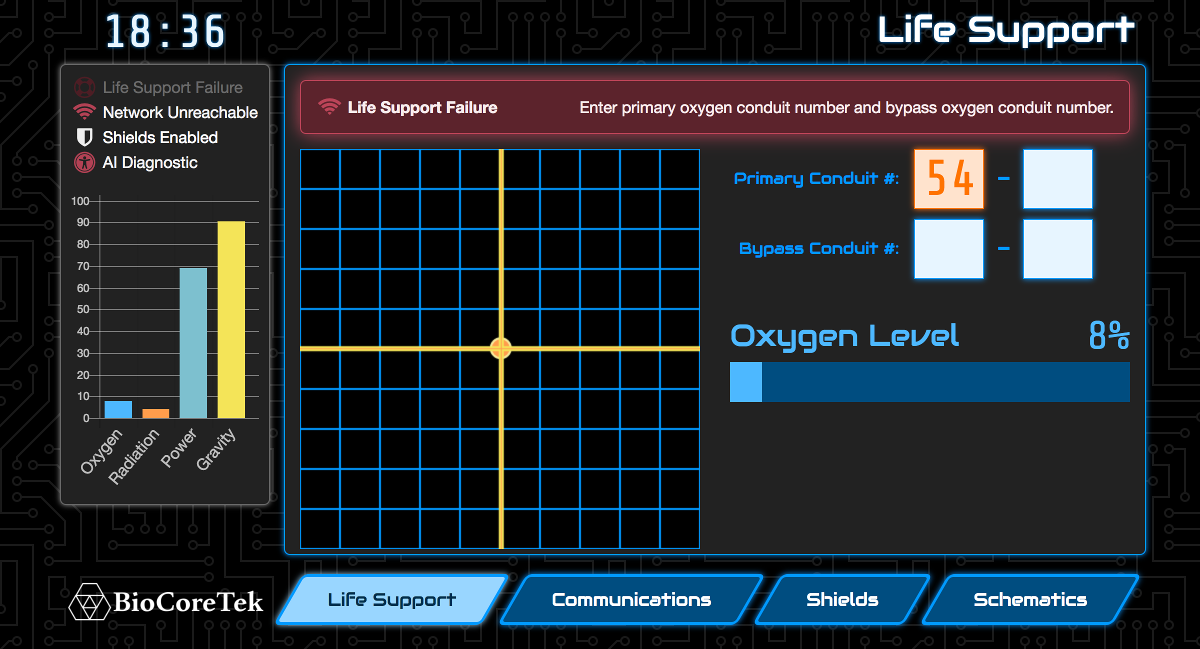 18:36
Life Support
Life Support Failure
Network Unreachable
Shields Enabled
AI Diagnostic
100
90
80
70
60
50
40
30
20
10
0
Oxygen
Radiation
Power
Gravity
Life Support Failure
Enter primary oxygen conduit number and bypass oxygen conduit number.
Primary Conduit #: 54 -
Bypass Conduit #: -
Oxygen Level 8%
BioCoreTek
Life Support
Communications
Shields
Schematics